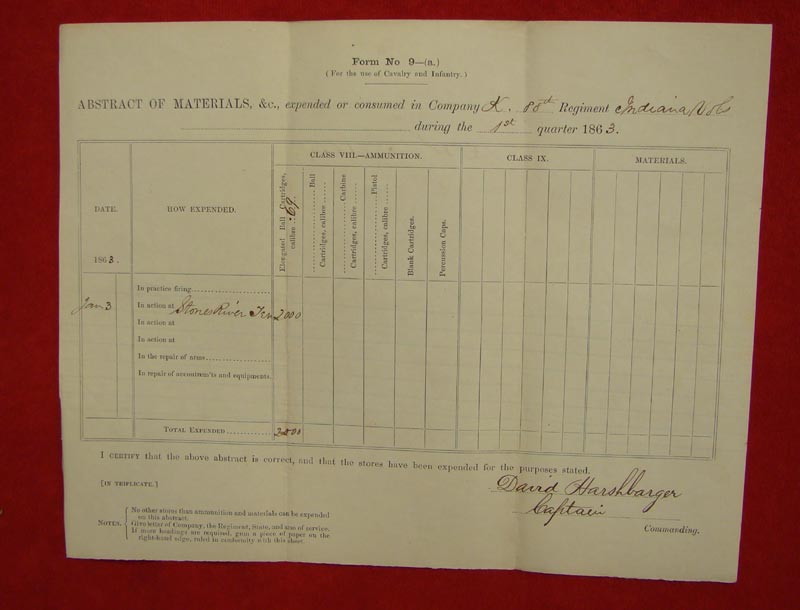 Form No 9—(a.)
(For the use of Cavalry and Infantry.)
ABSTRACT OF MATERIALS, &c., expended or consumed in Company K. 88th Regiment Indiana Vol
during the 1st quarter 1863.
DATE.
1863.
HOW EXPENDED.
CLASS VIII.—AMMUNITION.
CLASS IX.
MATERIALS.
Elongated Ball Cartridges, calibre .69.
Ball Cartridges, calibre
Carbine Cartridges, calibre
Pistol Cartridges, calibre
Blank Cartridges.
Percussion Caps.
In practice firing
Jan 3 In action at Stones River Ten 2000
In action at
In action at
In the repair of arms
In repair of accoutrem'ts and equipments.
TOTAL EXPENDED 2000
I CERTIFY that the above abstract is correct, and that the stores have been expended for the purposes stated.
[IN TRIPLICATE.]
David Harshbarger
Captain
Commanding.
NOTES.
No other stores than ammunition and materials can be expended
on this abstract.
Give letter of Company, the Regiment, State, and arm of service.
If more headings are required, gum a piece of paper on the
right-hand edge, ruled in conformity with this sheet.